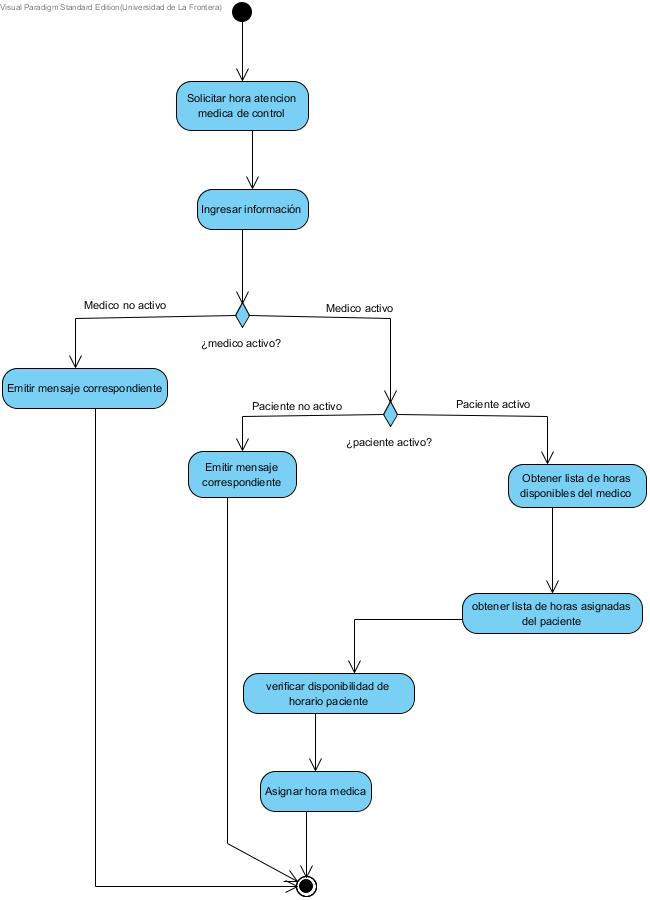 Visual Paradigm Standard Edition(Universidad de La Frontera)
Solicitar hora atencion
medica de control
Ingresar información
Medico no activo
Medico activo
¿medico activo?
Emitir mensaje correspondiente
Paciente no activo
Paciente activo
¿paciente activo?
Emitir mensaje
correspondiente
Obtener lista de horas
disponibles del medico
obtener lista de horas asignadas
del paciente
verificar disponibilidad de
horario paciente
Asignar hora medica